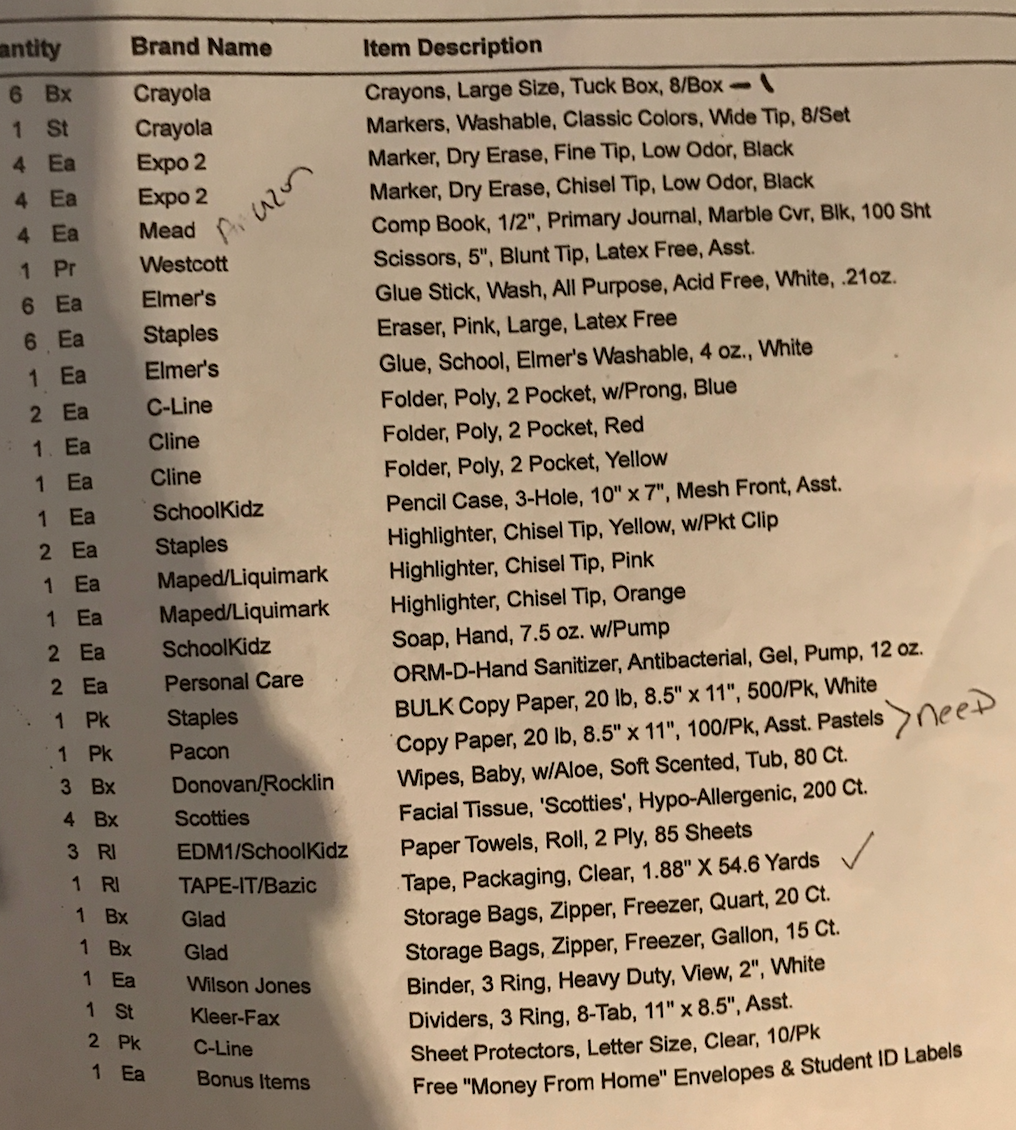 antity Brand Name Item Description
6 Bx Crayola Crayons, Large Size, Tuck Box, 8/Box
1 St Crayola Markers, Washable, Classic Colors, Wide Tip, 8/Set
4 Ea Expo 2 Marker, Dry Erase, Fine Tip, Low Odor, Black
4 Ea Expo 2 Marker, Dry Erase, Chisel Tip, Low Odor, Black
4 Ea Mead Comp Book, 1/2", Primary Journal, Marble Cvr, Blk, 100 Sht
1 Pr Westcott Scissors, 5", Blunt Tip, Latex Free, Asst.
6 Ea Elmer's Glue Stick, Wash, All Purpose, Acid Free, White, .21oz.
6 Ea Staples Eraser, Pink, Large, Latex Free
1 Ea Elmer's Glue, School, Elmer's Washable, 4 oz., White
2 Ea C-Line Folder, Poly, 2 Pocket, w/Prong, Blue
1 Ea Cline Folder, Poly, 2 Pocket, Red
1 Ea Cline Folder, Poly, 2 Pocket, Yellow
1 Ea SchoolKidz Pencil Case, 3-Hole, 10" x 7", Mesh Front, Asst.
2 Ea Staples Highlighter, Chisel Tip, Yellow, w/Pkt Clip
1 Ea Maped/Liquimark Highlighter, Chisel Tip, Pink
1 Ea Maped/Liquimark Highlighter, Chisel Tip, Orange
2 Ea SchoolKidz Soap, Hand, 7.5 oz. w/Pump
2 Ea Personal Care ORM-D-Hand Sanitizer, Antibacterial, Gel, Pump, 12 oz.
1 Pk Staples BULK Copy Paper, 20 lb, 8.5" x 11", 500/Pk, White
1 Pk Pacon Copy Paper, 20 lb, 8.5" x 11", 100/Pk, Asst. Pastels >need
3 Bx Donovan/Rocklin Wipes, Baby, w/Aloe, Soft Scented, Tub, 80 Ct.
4 Bx Scotties Facial Tissue, 'Scotties', Hypo-Allergenic, 200 Ct.
3 Rl EDM1/SchoolKidz Paper Towels, Roll, 2 Ply, 85 Sheets
1 Rl TAPE-IT/Bazic Tape, Packaging, Clear, 1.88" X 54.6 Yards ✓
1 Bx Glad Storage Bags, Zipper, Freezer, Quart, 20 Ct.
1 Bx Glad Storage Bags, Zipper, Freezer, Gallon, 15 Ct.
1 Ea Wilson Jones Binder, 3 Ring, Heavy Duty, View, 2", White
1 St Kleer-Fax Dividers, 3 Ring, 8-Tab, 11" x 8.5", Asst.
2 Pk C-Line Sheet Protectors, Letter Size, Clear, 10/Pk
1 Ea Bonus Items Free "Money From Home" Envelopes & Student ID Labels